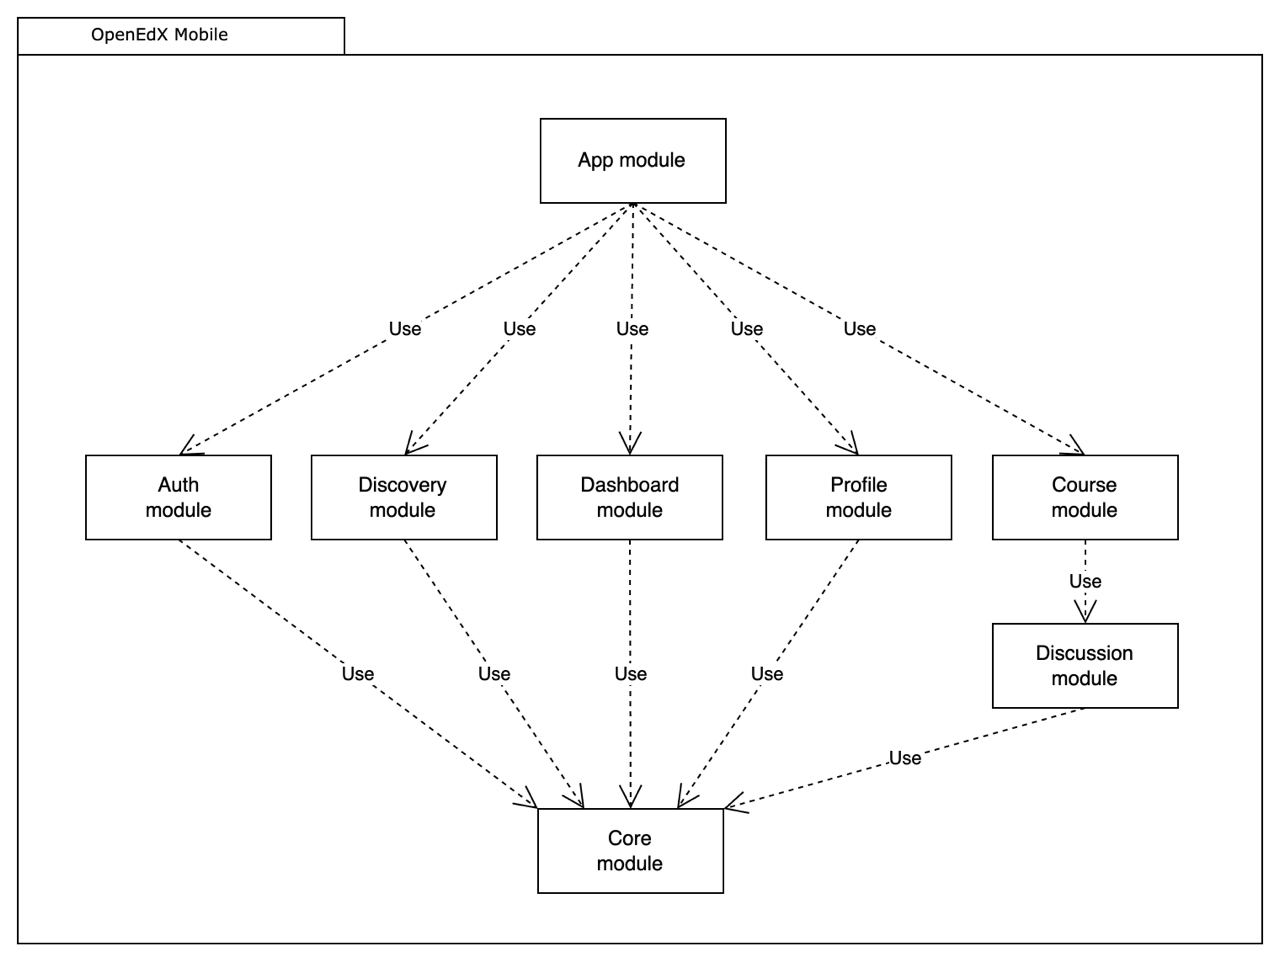 OpenEdX Mobile
App module
Use
Use
Use
Use
Use
Auth
module
Discovery
module
Dashboard
module
Profile
module
Course
module
Use
Discussion
module
Use
Use
Use
Use
Use
Core
module